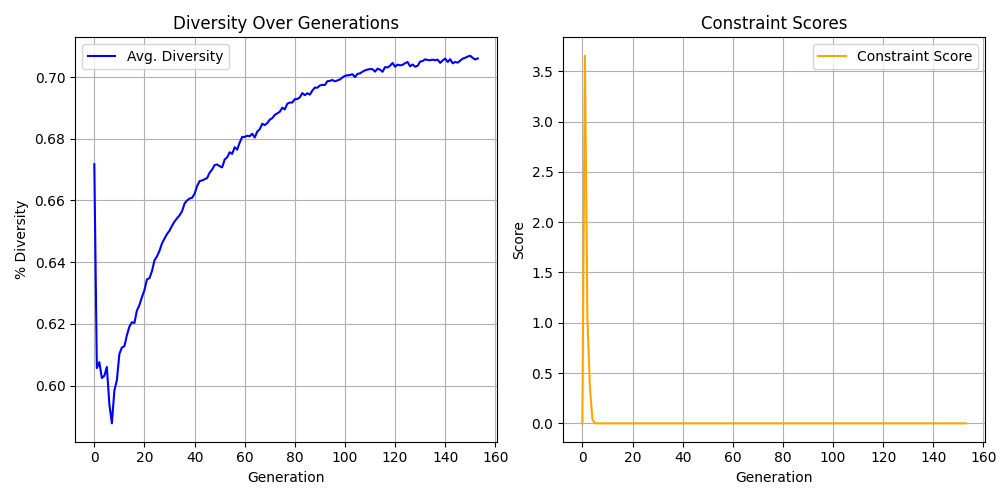 Diversity Over Generations
Avg. Diversity
% Diversity
0.70
0.68
0.66
0.64
0.62
0.60
0 20 40 60 80 100 120 140 160
Generation
Constraint Scores
Constraint Score
Score
3.5
3.0
2.5
2.0
1.5
1.0
0.5
0.0
0 20 40 60 80 100 120 140 160
Generation